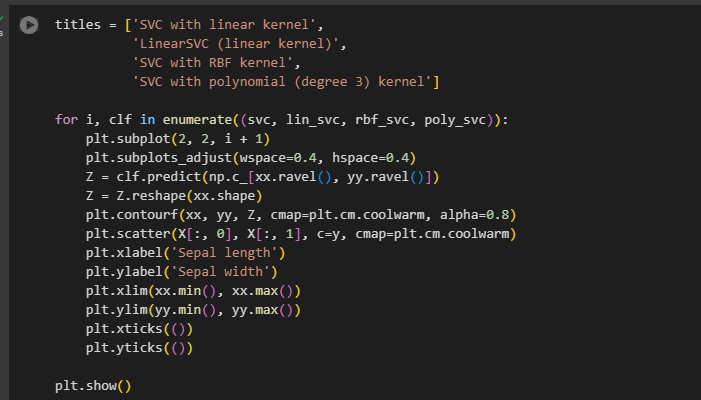 titles = ['SVC with linear kernel',
'LinearSVC (linear kernel)',
'SVC with RBF kernel',
'SVC with polynomial (degree 3) kernel']
for i, clf in enumerate((svc, lin_svc, rbf_svc, poly_svc)):
plt.subplot(2, 2, i + 1)
plt.subplots_adjust(wspace=0.4, hspace=0.4)
Z = clf.predict(np.c_[xx.ravel(), yy.ravel()])
Z = Z.reshape(xx.shape)
plt.contourf(xx, yy, Z, cmap=plt.cm.coolwarm, alpha=0.8)
plt.scatter(X[:, 0], X[:, 1], c=y, cmap=plt.cm.coolwarm)
plt.xlabel('Sepal length')
plt.ylabel('Sepal width')
plt.xlim(xx.min(), xx.max())
plt.ylim(yy.min(), yy.max())
plt.xticks(())
plt.yticks(())
plt.show()